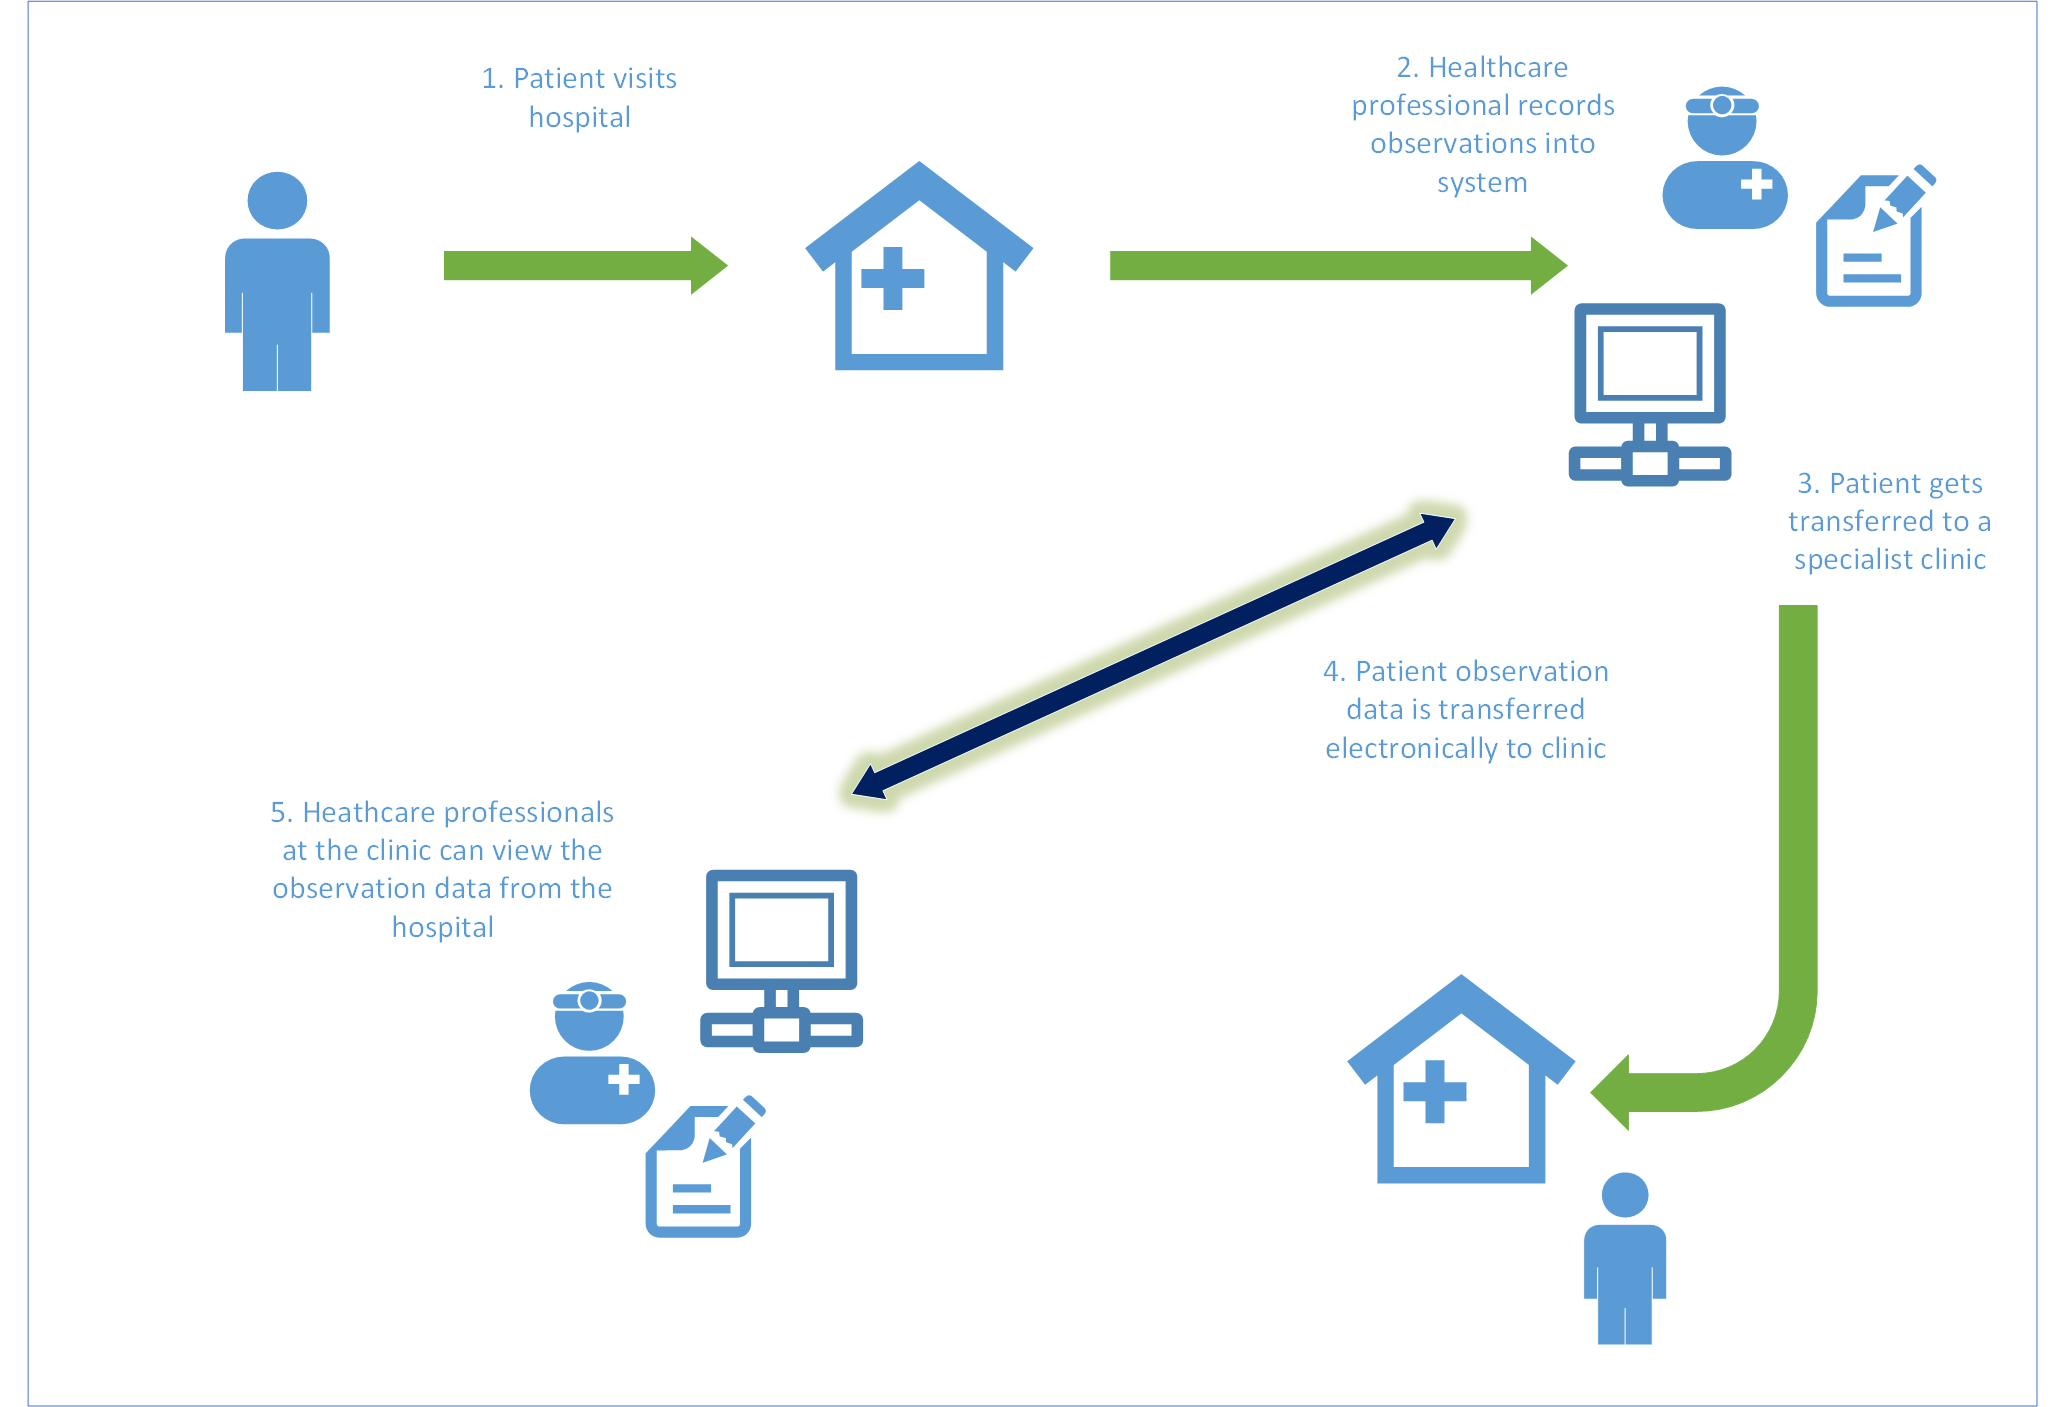 1. Patient visits
hospital
2. Healthcare
professional records
observations into
system
3. Patient gets
transferred to a
specialist clinic
4. Patient observation
data is transferred
electronically to clinic
5. Heathcare professionals
at the clinic can view the
observation data from the
hospital